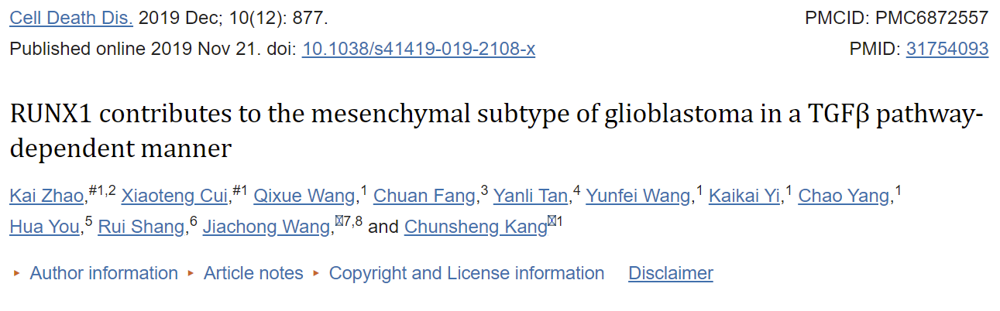 Cell Death Dis. 2019 Dec; 10(12): 877.
PMCID: PMC6872557
Published online 2019 Nov 21. doi: 10.1038/s41419-019-2108-x
PMID: 31754093
RUNX1 contributes to the mesenchymal subtype of glioblastoma in a TGFβ pathway-
dependent manner
Kai Zhao,#1,2 Xiaoteng Cui,#1 Qixue Wang,1 Chuan Fang,3 Yanli Tan,4 Yunfei Wang,1 Kaikai Yi,1 Chao Yang,1
Hua You,5 Rui Shang,6 Jiachong Wang,7,8 and Chunsheng Kang1
Author information Article notes Copyright and License information Disclaimer